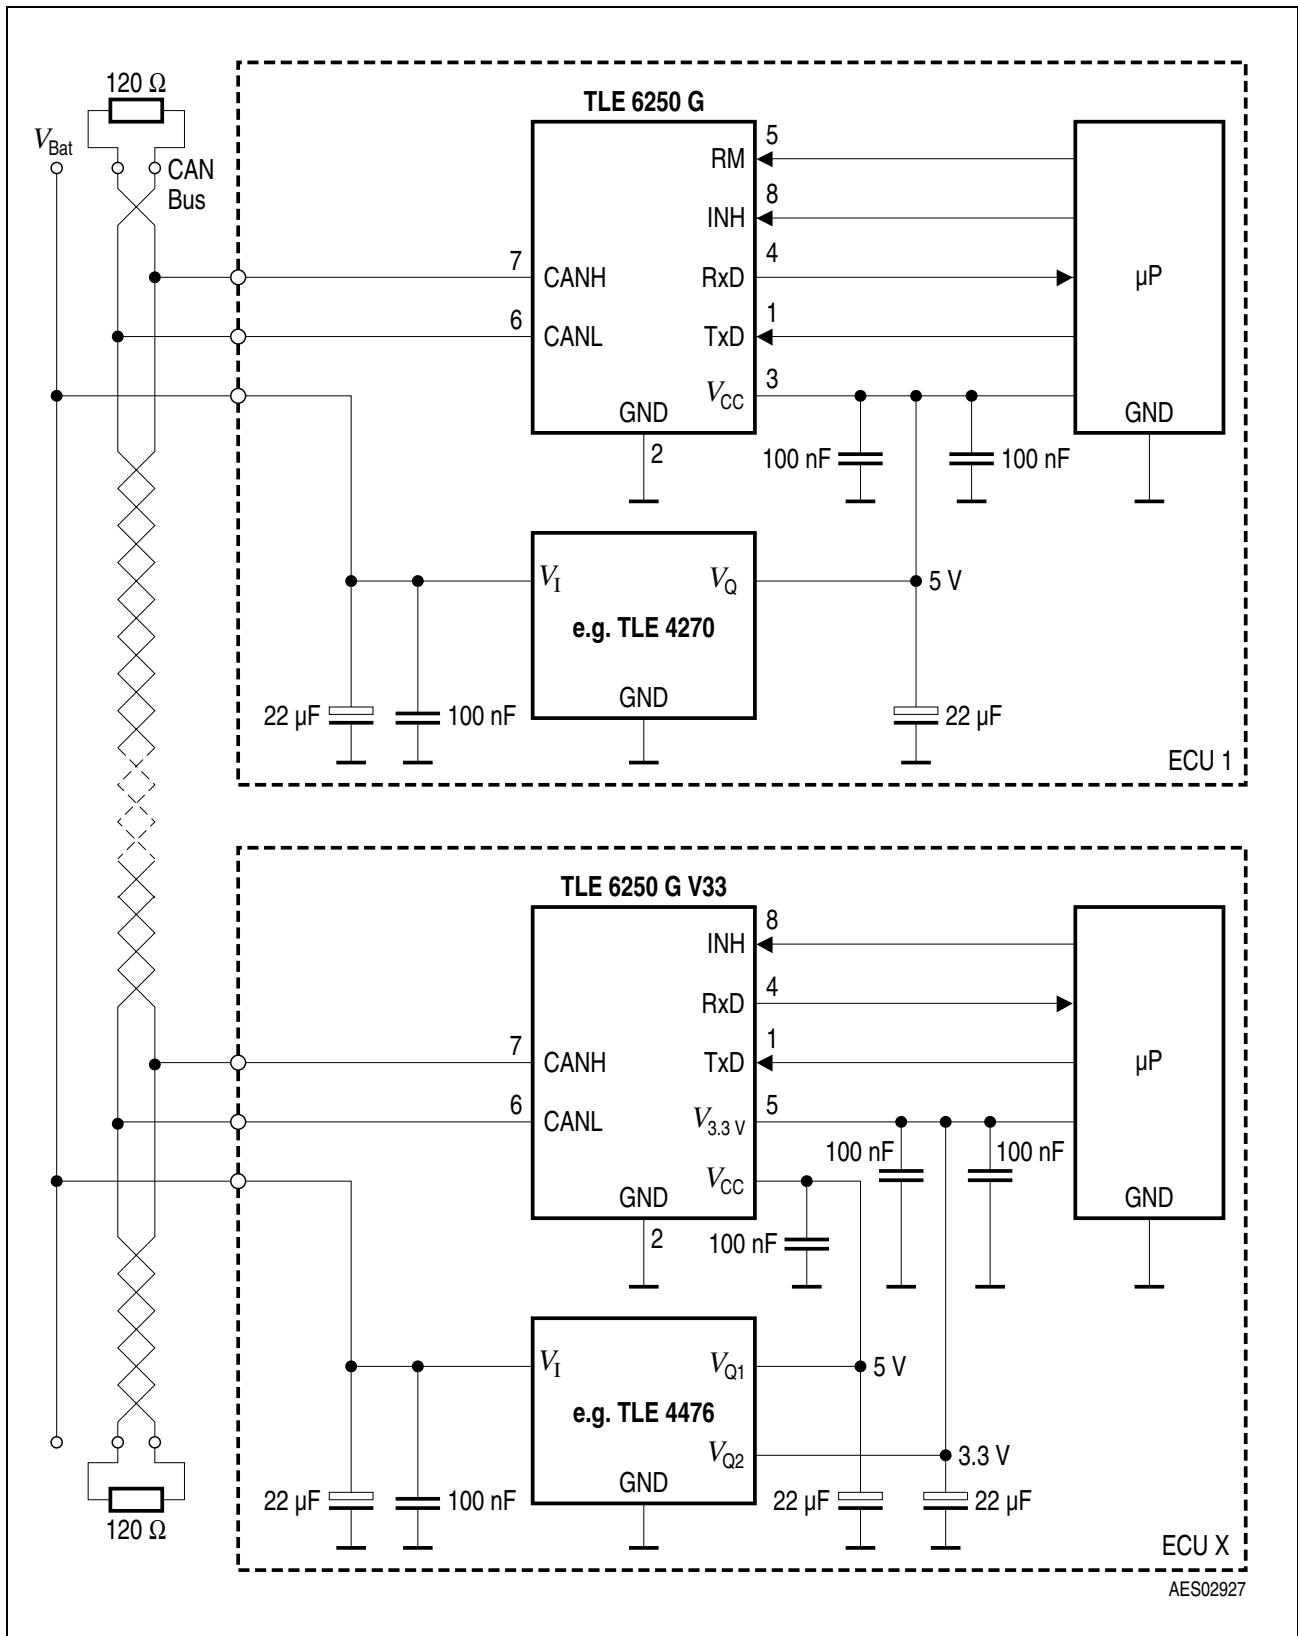 120 Ω
V_Bat
CAN
Bus
TLE 6250 G
RM
5
INH
8
7
CANH
RxD
4
µP
6
CANL
TxD
1
V_CC
3
GND
GND
2
100 nF
100 nF
V_I
V_Q
5 V
e.g. TLE 4270
GND
22 µF
100 nF
22 µF
ECU 1
TLE 6250 G V33
INH
8
RxD
4
7
CANH
TxD
1
µP
6
CANL
V_3.3 V
5
100 nF
100 nF
V_CC
GND
GND
2
100 nF
V_I
V_Q1
5 V
e.g. TLE 4476
V_Q2
3.3 V
GND
22 µF
100 nF
22 µF
22 µF
120 Ω
ECU X
AES02927